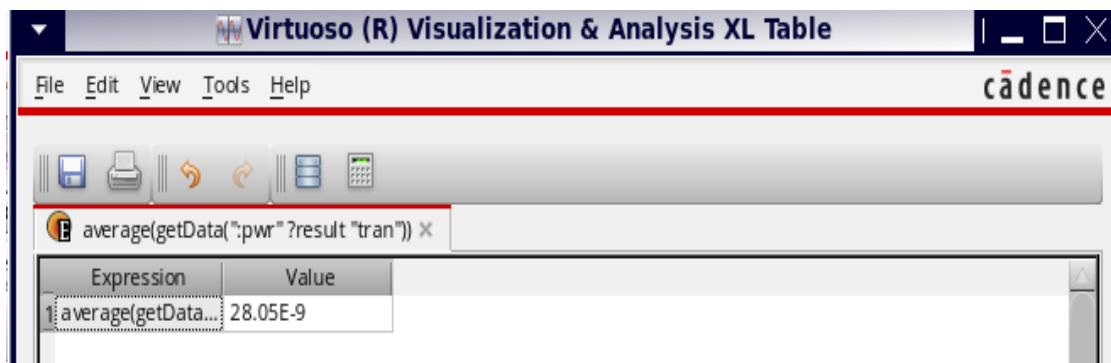 Virtuoso (R) Visualization & Analysis XL Table
File Edit View Tools Help
cādence
average(getData(":pwr" ?result "tran"))
Expression Value
1 average(getData... 28.05E-9